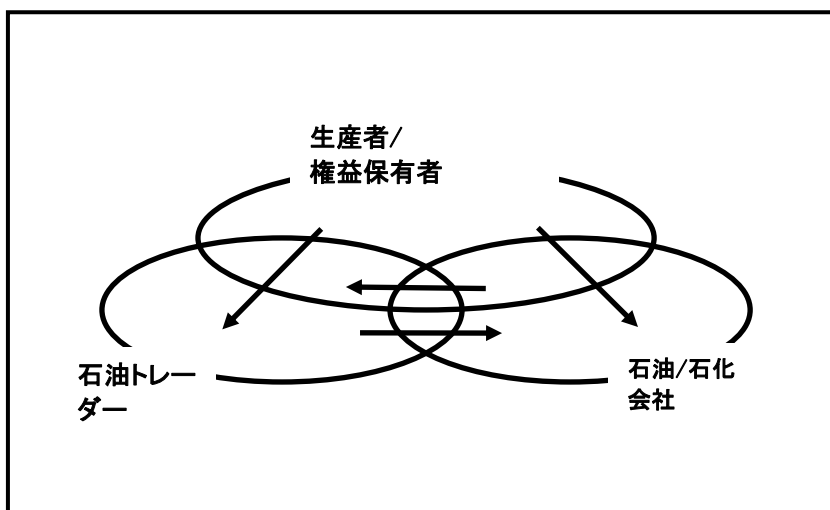 生産者/
権益保有者
石油トレー
ダー
石油/石化
会社